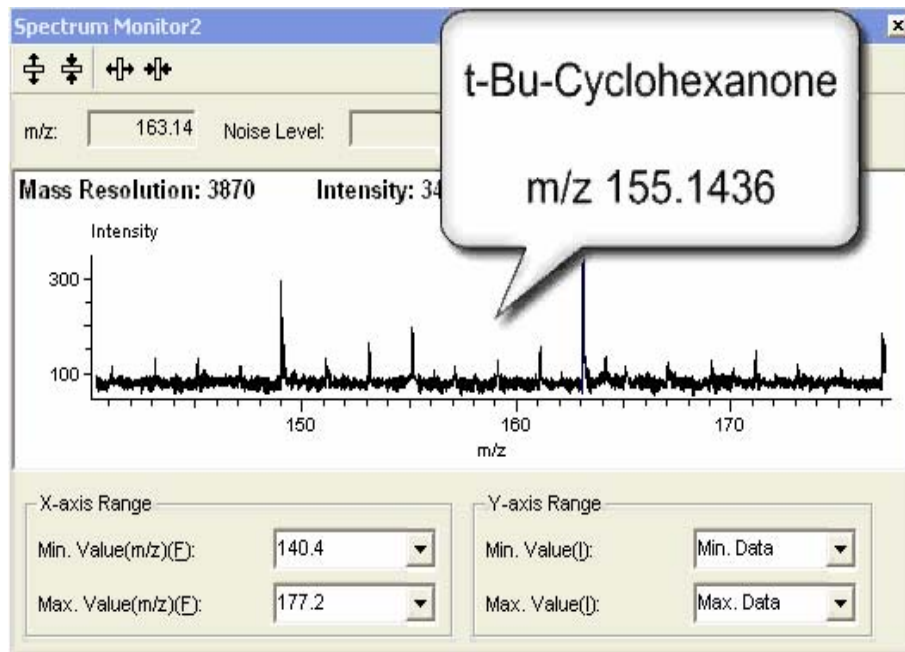 Spectrum Monitor2
t-Bu-Cyclohexanone
m/z 155.1436
m/z: 163.14 Noise Level:
Mass Resolution: 3870 Intensity: 34
Intensity
300
100
150 160 170
m/z
X-axis Range
Min. Value(m/z)(F): 140.4
Max. Value(m/z)(F): 177.2
Y-axis Range
Min. Value(I): Min. Data
Max. Value(I): Max. Data